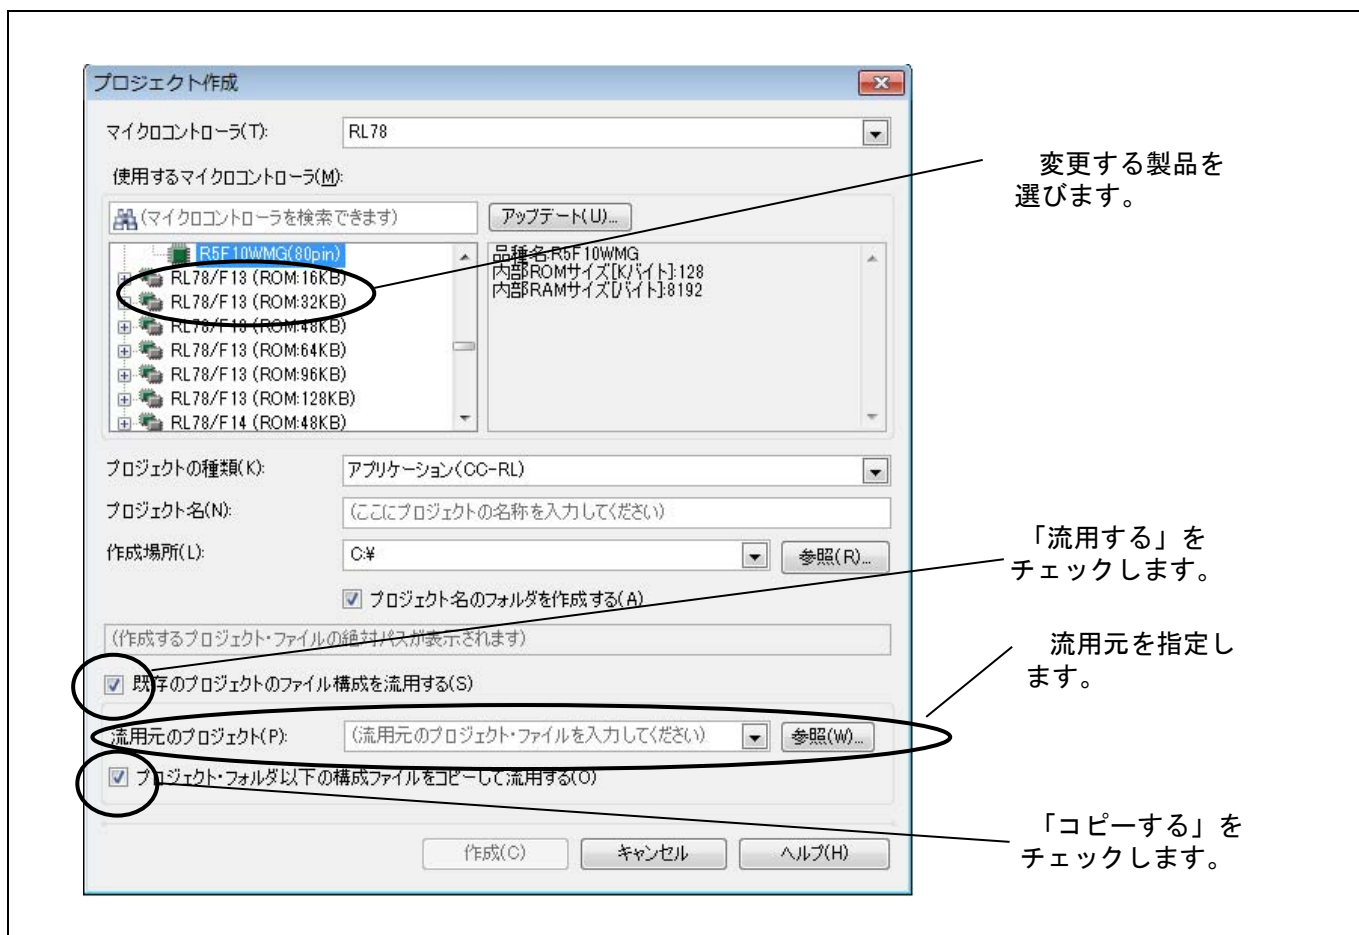 プロジェクト作成
マイクロコントローラ(T): RL78
使用するマイクロコントローラ(M):
(マイクロコントローラを検索できます) アップデート(U)...
R5F10WMG(80pin)
RL78/F13 (ROM:16KB)
RL78/F13 (ROM:32KB)
RL78/F13 (ROM:48KB)
RL78/F13 (ROM:64KB)
RL78/F13 (ROM:96KB)
RL78/F13 (ROM:128KB)
RL78/F14 (ROM:48KB)
品種名:R5F10WMG
内部ROMサイズ[Kバイト]:128
内部RAMサイズ[バイト]:8192
プロジェクトの種類(K): アプリケーション(CC-RL)
プロジェクト名(N): (ここにプロジェクトの名称を入力してください)
作成場所(L): C:¥ 参照(R)...
プロジェクト名のフォルダを作成する(A)
(作成するプロジェクト・ファイルの絶対パスが表示されます)
既存のプロジェクトのファイル構成を流用する(S)
流用元のプロジェクト(P): (流用元のプロジェクト・ファイルを入力してください) 参照(W)...
プロジェクト・フォルダ以下の構成ファイルをコピーして流用する(O)
作成(C) キャンセル ヘルプ(H)
変更する製品を
選びます。
「流用する」を
チェックします。
流用元を指定し
ます。
「コピーする」を
チェックします。